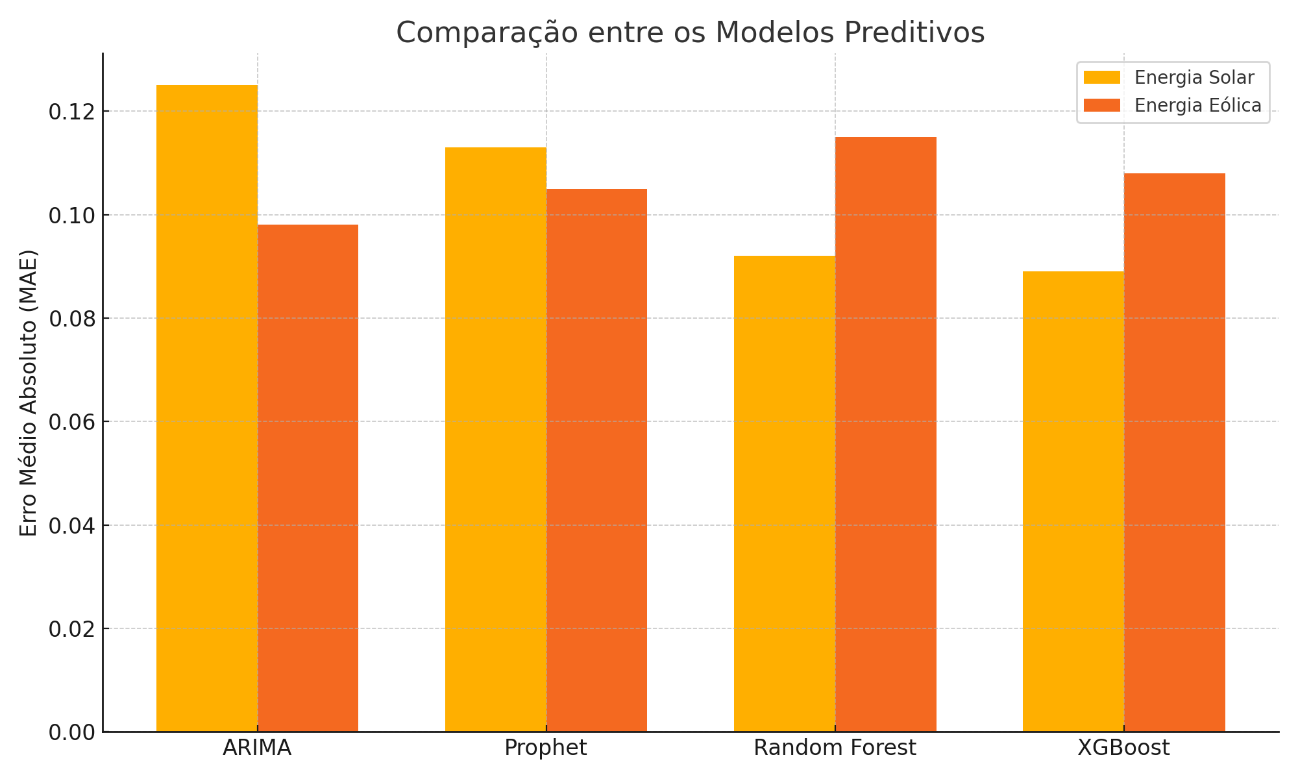 Comparação entre os Modelos Preditivos
Energia Solar
Energia Eólica
Erro Médio Absoluto (MAE)
0.12
0.10
0.08
0.06
0.04
0.02
0.00
ARIMA
Prophet
Random Forest
XGBoost